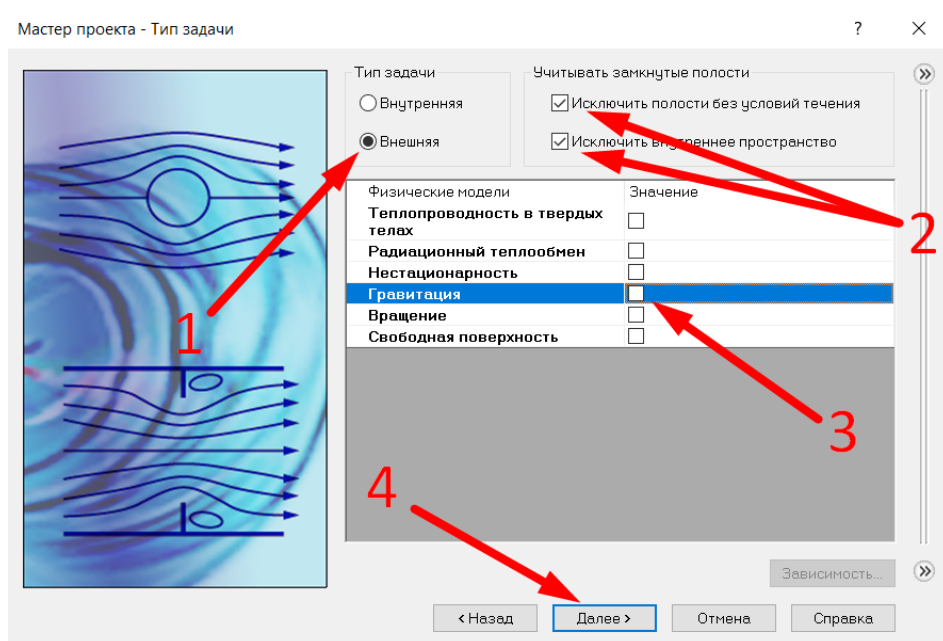 Мастер проекта - Тип задачи
?
Тип задачи
Учитывать замкнутые полости
Внутренняя
Исключить полости без условий течения
Внешняя
Исключить внутреннее пространство
Физические модели
Значение
Теплопроводность в твердых
телах
Радиационный теплообмен
Нестационарность
Гравитация
Вращение
Свободная поверхность
1
2
3
4
Зависимость...
< Назад
Далее >
Отмена
Справка